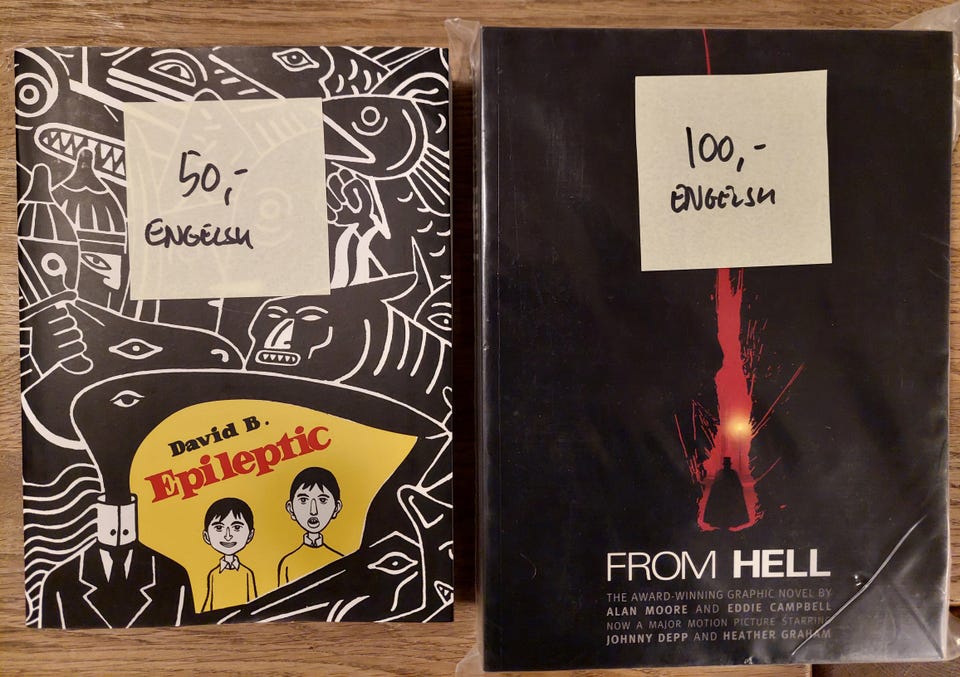 50,-
ENGELSK
David B.
Epileptic
100,-
ENGELSK
FROM HELL
THE AWARD-WINNING GRAPHIC NOVEL BY
ALAN MOORE AND EDDIE CAMPBELL
NOW A MAJOR MOTION PICTURE STARRING
JOHNNY DEPP AND HEATHER GRAHAM